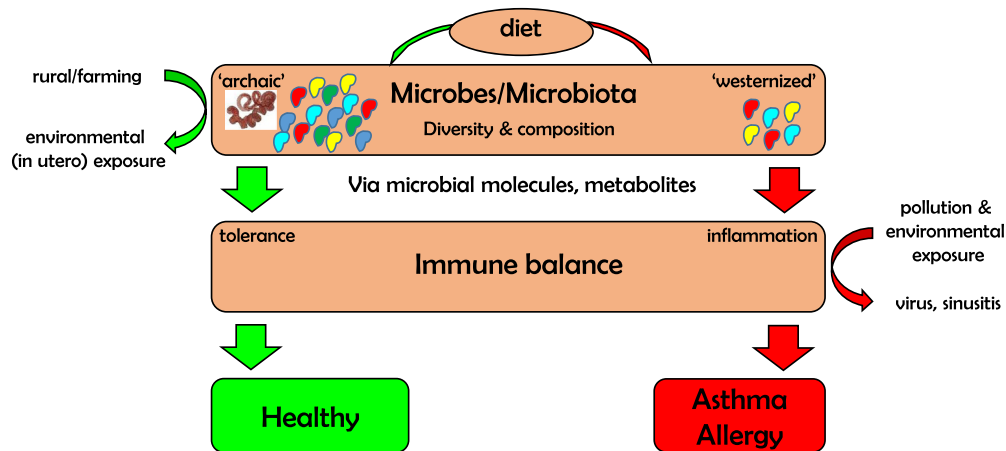 diet
rural/farming
environmental
(in utero) exposure
‘archaic’
Microbes/Microbiota
Diversity & composition
‘westernized’
Via microbial molecules, metabolites
tolerance
Immune balance
inflammation
pollution &
environmental
exposure
virus, sinusitis
Healthy
Asthma
Allergy